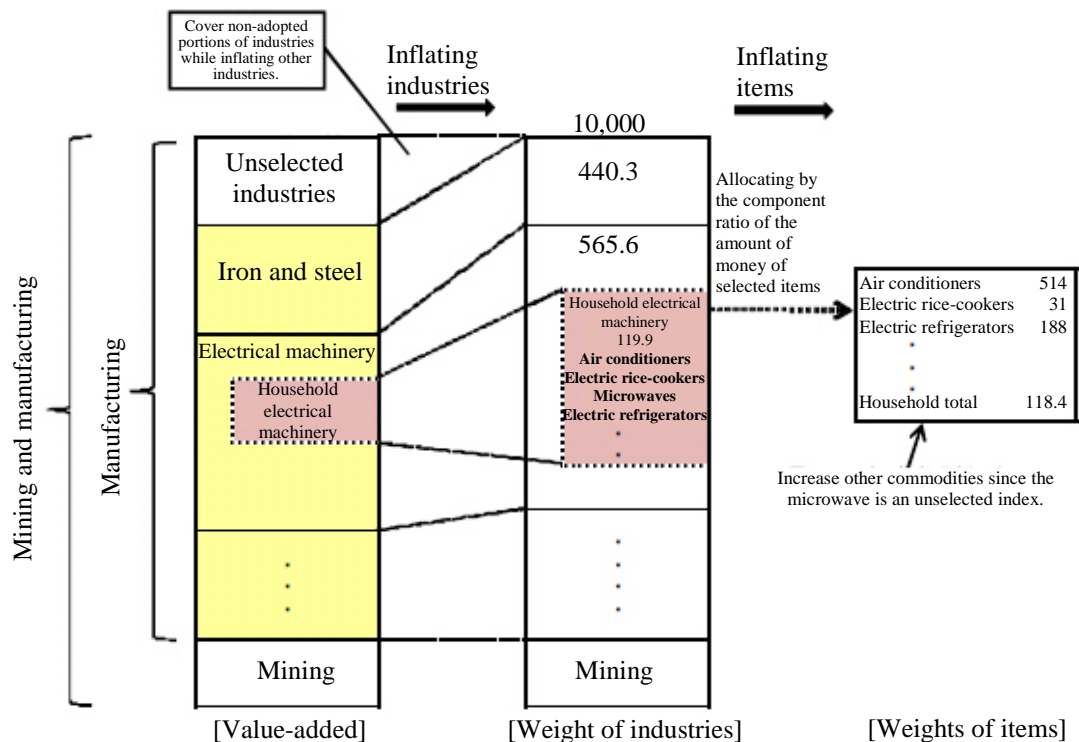 Cover non-adopted
portions of industries
while inflating other
industries.
Inflating
industries
Inflating
items
10,000
Unselected
industries
440.3
Iron and steel
565.6
Allocating by
the component
ratio of the
amount of
money of
selected items
Electrical machinery
Household
electrical
machinery
Household electrical
machinery
119.9
Air conditioners
Electric rice-cookers
Microwaves
Electric refrigerators
Air conditioners 514
Electric rice-cookers 31
Electric refrigerators 188
Household total 118.4
Increase other commodities since the
microwave is an unselected index.
Mining and manufacturing
Manufacturing
Mining
Mining
[Value-added]
[Weight of industries]
[Weights of items]